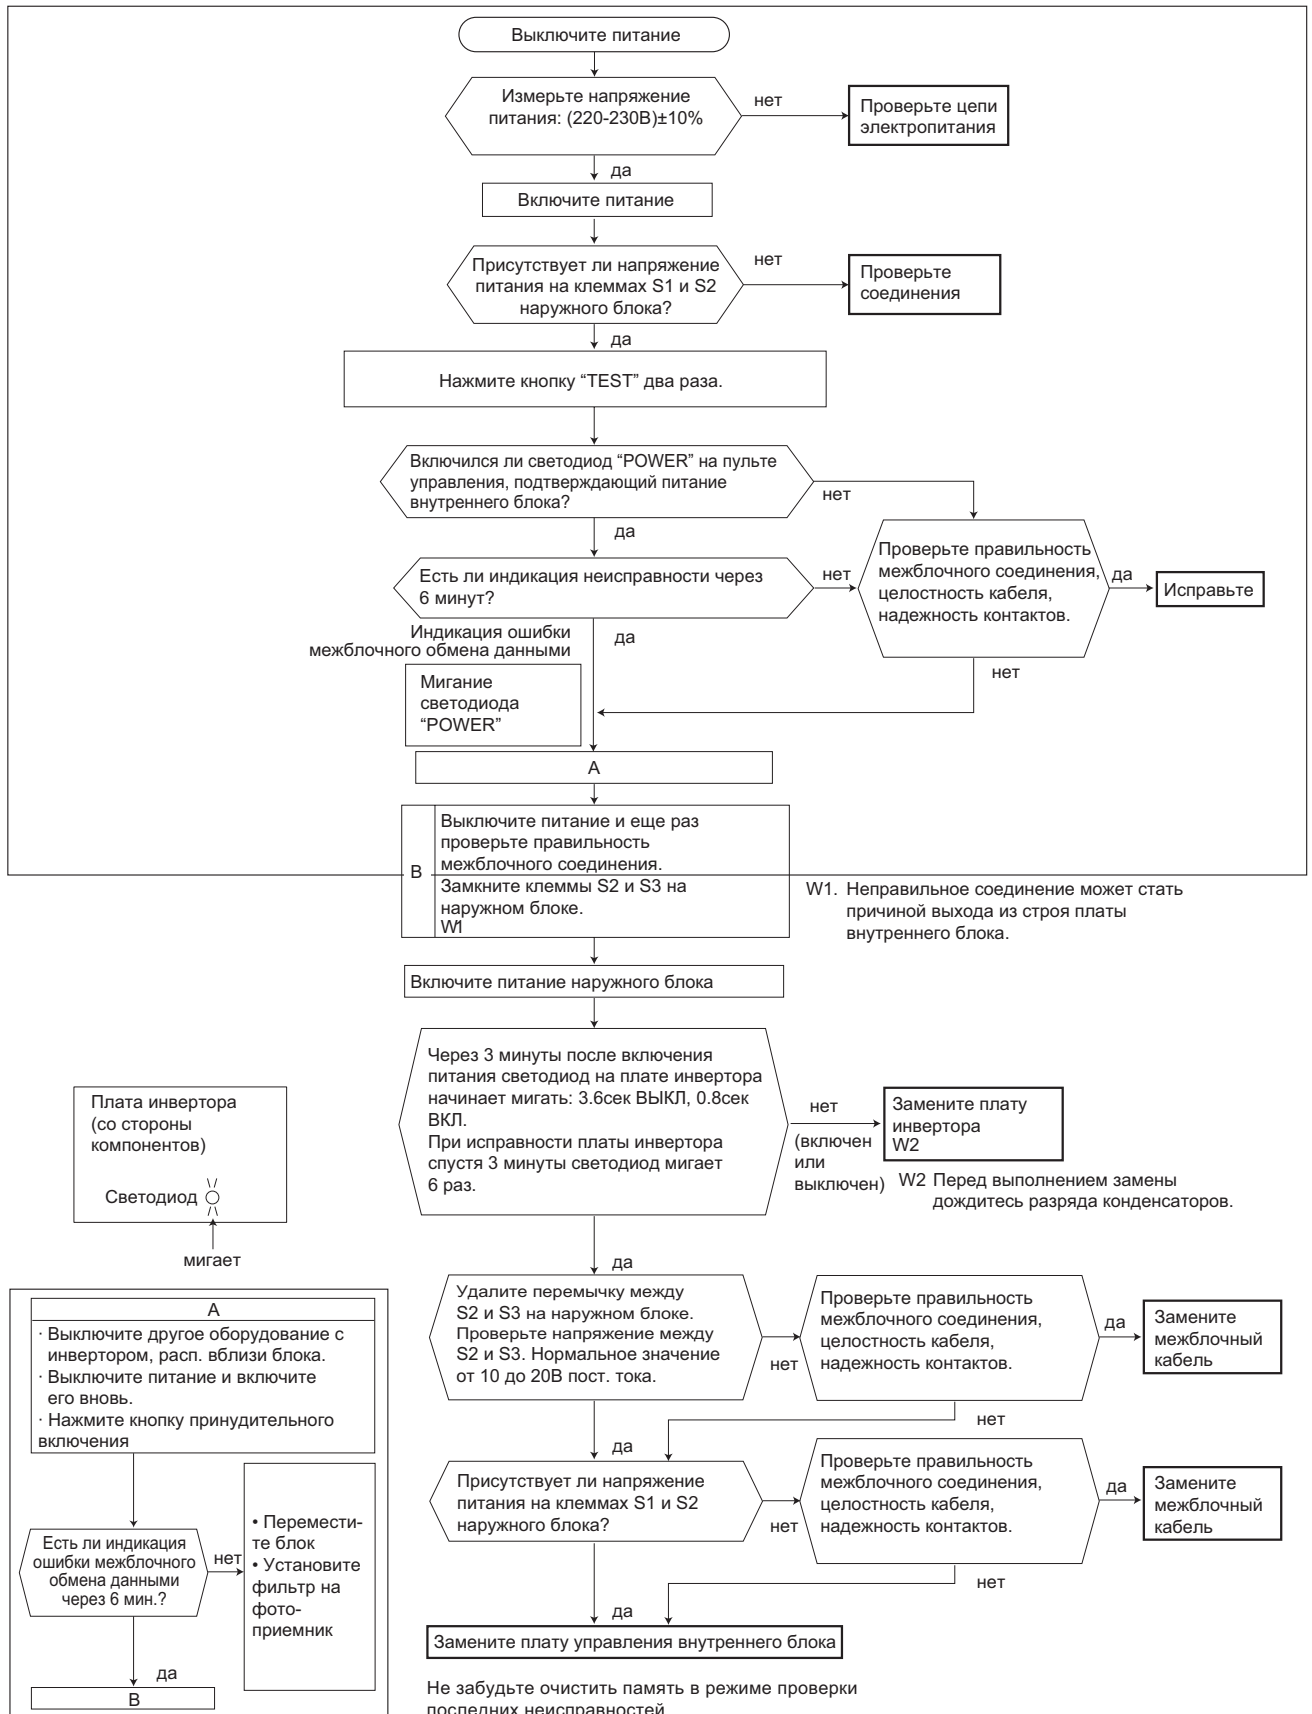 Выключите питание
Измерьте напряжение
питания: (220-230В)±10%
нет
Проверьте цепи
электропитания
да
Включите питание
Присутствует ли напряжение
питания на клеммах S1 и S2
наружного блока?
нет
Проверьте
соединения
да
Нажмите кнопку “TEST” два раза.
Включился ли светодиод “POWER” на пульте
управления, подтверждающий питание
внутреннего блока?
нет
да
Есть ли индикация неисправности через
6 минут?
нет
Проверьте правильность
межблочного соединения,
целостность кабеля,
надежность контактов.
да
Исправьте
Индикация ошибки
межблочного обмена данными
да
нет
Мигание
светодиода
“POWER”
A
B
Выключите питание и еще раз
проверьте правильность
межблочного соединения.
Замкните клеммы S2 и S3 на
наружном блоке.
W1
W1. Неправильное соединение может стать
причиной выхода из строя платы
внутреннего блока.
Включите питание наружного блока
Через 3 минуты после включения
питания светодиод на плате инвертора
начинает мигать: 3.6сек ВЫКЛ, 0.8сек
ВКЛ.
При исправности платы инвертора
спустя 3 минуты светодиод мигает
6 раз.
нет
(включен
или
выключен)
Замените плату
инвертора
W2
W2 Перед выполнением замены
дождитесь разряда конденсаторов.
Плата инвертора
(со стороны
компонентов)
Светодиод
мигает
да
Удалите перемычку между
S2 и S3 на наружном блоке.
Проверьте напряжение между
S2 и S3. Нормальное значение
от 10 до 20В пост. тока.
нет
Проверьте правильность
межблочного соединения,
целостность кабеля,
надежность контактов.
да
Замените
межблочный
кабель
нет
да
Присутствует ли напряжение
питания на клеммах S1 и S2
наружного блока?
нет
Проверьте правильность
межблочного соединения,
целостность кабеля,
надежность контактов.
да
Замените
межблочный
кабель
нет
да
Замените плату управления внутреннего блока
Не забудьте очистить память в режиме проверки
последних неисправностей
A
· Выключите другое оборудование с
инвертором, расп. вблизи блока.
· Выключите питание и включите
его вновь.
· Нажмите кнопку принудительного
включения
Есть ли индикация
ошибки межблочного
обмена данными
через 6 мин.?
нет
• Перемести-
те блок
• Установите
фильтр на
фото-
приемник
да
B